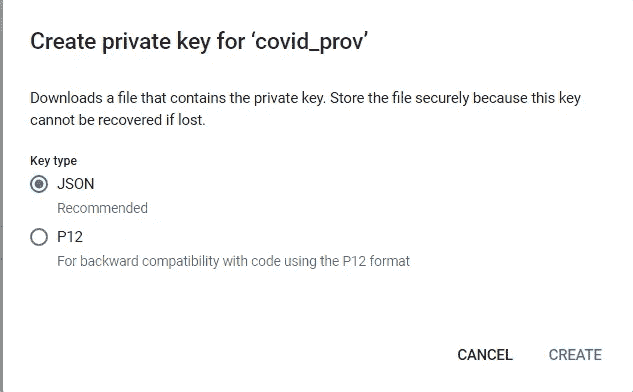 Create private key for ‘covid_prov’
Downloads a file that contains the private key. Store the file securely because this key
cannot be recovered if lost.
Key type
JSON
Recommended
P12
For backward compatibility with code using the P12 format
CANCEL CREATE